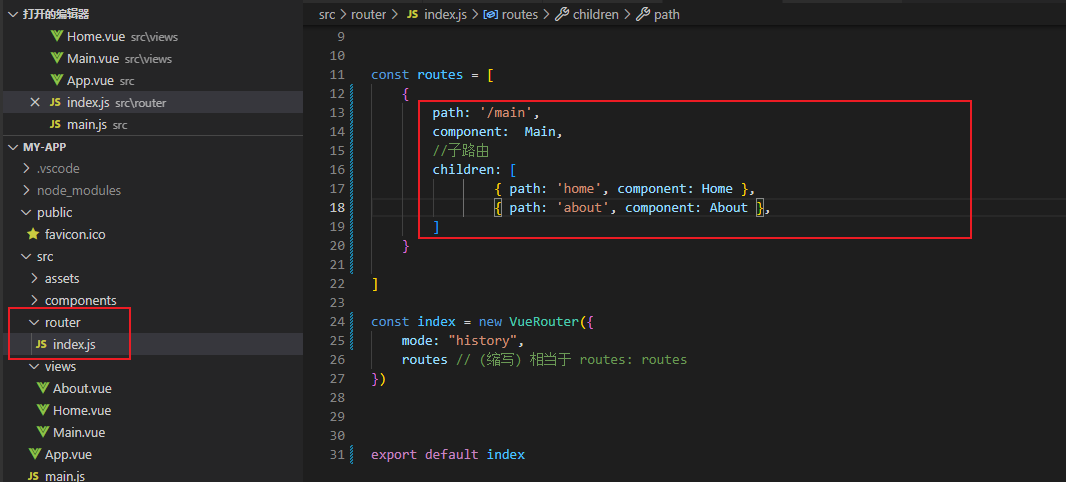 打开的编辑器
Home.vue src\views
Main.vue src\views
App.vue src
JS index.js src\router
JS main.js src
MY-APP
.vscode
node_modules
public
favicon.ico
src
assets
components
router
JS index.js
views
About.vue
Home.vue
Main.vue
App.vue
JS main.js
src > router > JS index.js > routes > children > path
9
10
11 const routes = [
12 {
13 path: '/main',
14 component:  Main,
15 //子路由
16 children: [
17 { path: 'home', component: Home },
18 { path: 'about', component: About },
19 ]
20 }
21
22 ]
23
24 const index = new VueRouter({
25 mode: "history",
26 routes // (缩写) 相当于 routes: routes
27 })
28
29
30
31 export default index